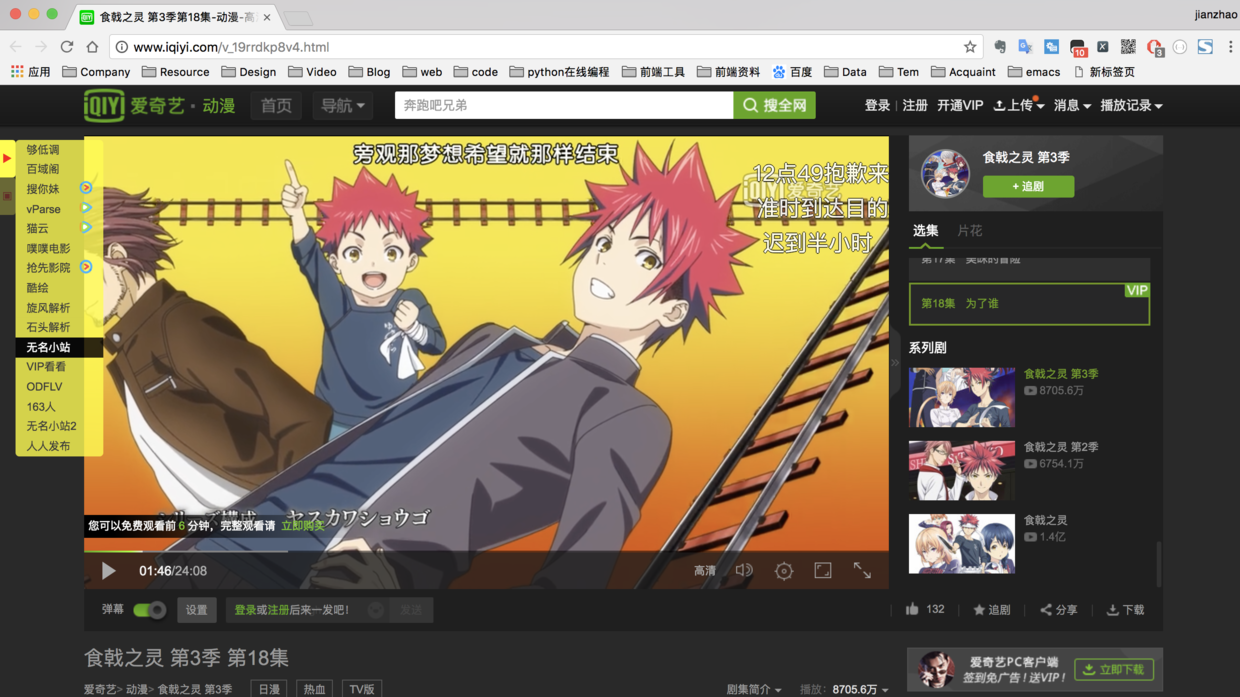 食戟之灵 第3季第18集-动漫-高
jianzhao
www.iqiyi.com/v_19rrdkp8v4.html
10
3
应用 Company Resource Design Video Blog web code python在线编程 前端工具 前端资料 百度 Data Tem Acquaint emacs 新标签页
iQIYI 爱奇艺·动漫 首页 导航 奔跑吧兄弟 搜全网 登录 注册 开通VIP 上传 消息 播放记录
够低调
百域阁
搜你妹
vParse
猫云
噗噗电影
抢先影院
酷绘
旋风解析
石头解析
无名小站
VIP看看
ODFLV
163人
无名小站2
人人发布
旁观那梦想希望就那样结束
12点49抱歉来
iQIYI 爱奇艺
准时到达目的
迟到半小时
シリーズ構成 ヤスカワショウゴ
您可以免费观看前 6 分钟，完整观看请 立即购买
01:46/24:08
高清
弹幕 设置 登录或注册后来一发吧! 发送
食戟之灵 第3季
+ 追剧
选集 片花
第17集 美味的冒险
VIP
第18集 为了谁
系列剧
食戟之灵 第3季
8705.6万
食戟之灵 第2季
6754.1万
食戟之灵
1.4亿
132 追剧 分享 下载
食戟之灵 第3季 第18集
爱奇艺> 动漫> 食戟之灵 第3季 日漫 热血 TV版
剧集简介 播放: 8705.6万
爱奇艺PC客户端
签到免广告! 送VIP!
立即下载